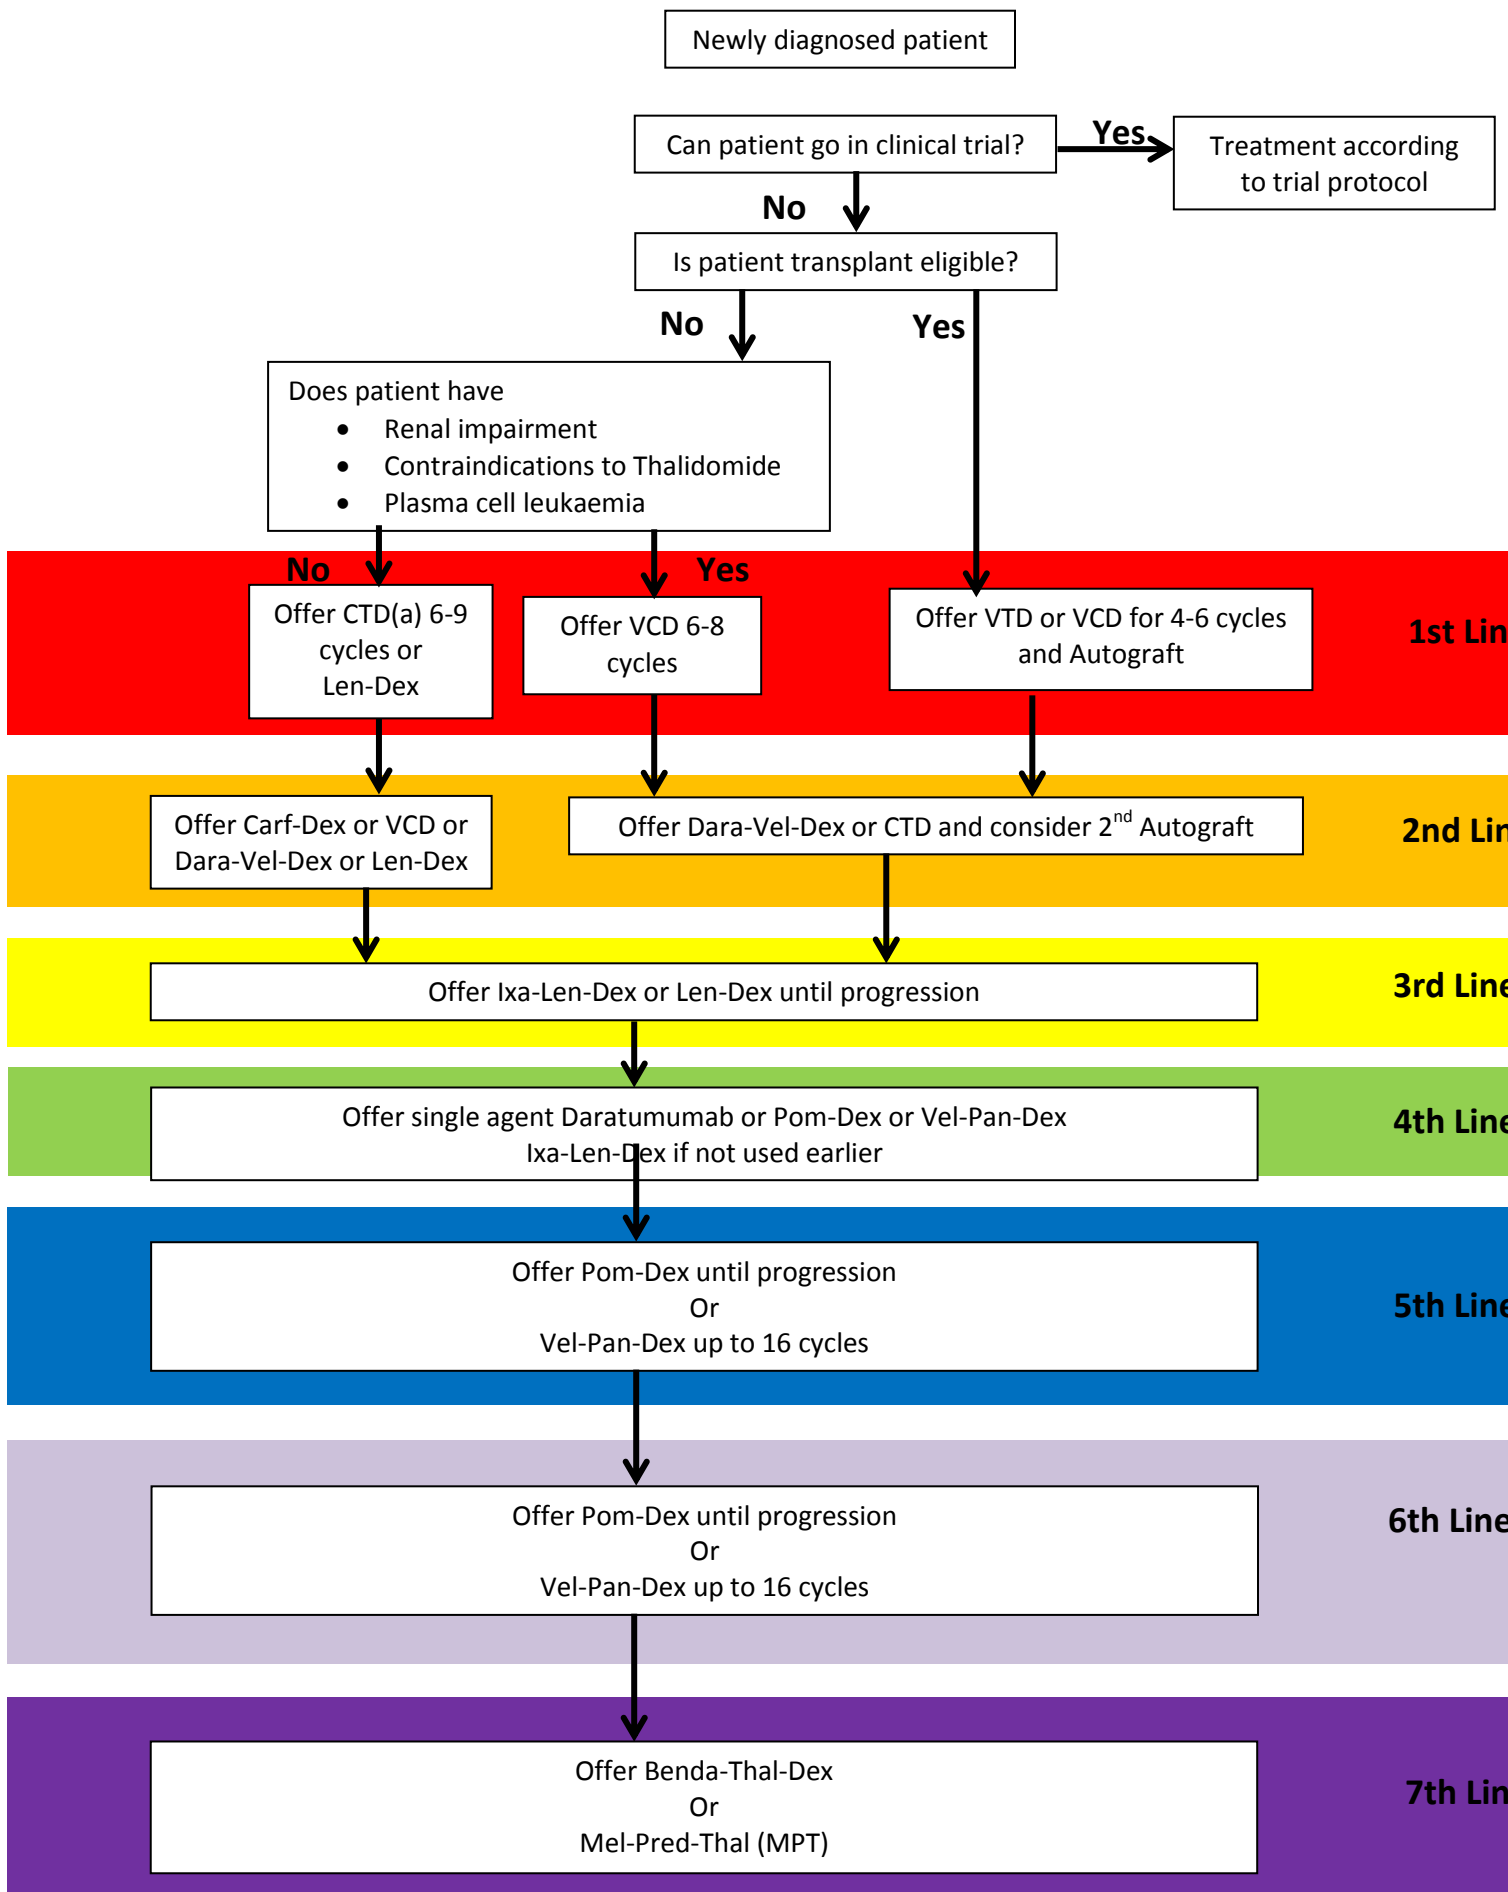 Newly diagnosed patient
Can patient go in clinical trial?
Yes
Treatment according
to trial protocol
No
Is patient transplant eligible?
No
Yes
Does patient have
• Renal impairment
• Contraindications to Thalidomide
• Plasma cell leukaemia
No
Yes
Offer CTD(a) 6-9
cycles or
Len-Dex
Offer VCD 6-8
cycles
Offer VTD or VCD for 4-6 cycles
and Autograft
1st Lin
Offer Carf-Dex or VCD or
Dara-Vel-Dex or Len-Dex
Offer Dara-Vel-Dex or CTD and consider 2nd Autograft
2nd Lin
Offer Ixa-Len-Dex or Len-Dex until progression
3rd Line
Offer single agent Daratumumab or Pom-Dex or Vel-Pan-Dex
Ixa-Len-Dex if not used earlier
4th Line
Offer Pom-Dex until progression
Or
Vel-Pan-Dex up to 16 cycles
5th Line
Offer Pom-Dex until progression
Or
Vel-Pan-Dex up to 16 cycles
6th Line
Offer Benda-Thal-Dex
Or
Mel-Pred-Thal (MPT)
7th Lin